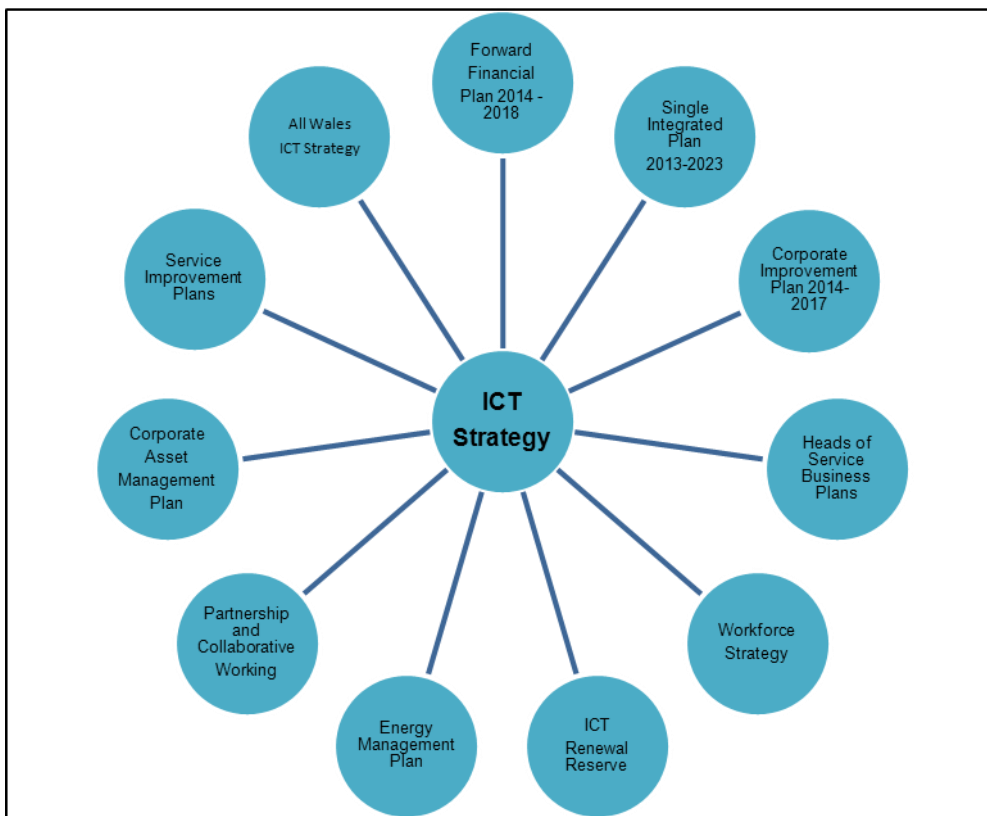 Forward
Financial
Plan 2014 -
2018
Single
Integrated
Plan
2013-2023
Corporate
Improvement
Plan 2014-
2017
Heads of
Service
Business
Plans
Workforce
Strategy
ICT
Renewal
Reserve
Energy
Management
Plan
Partnership
and
Collaborative
Working
Corporate
Asset
Management
Plan
Service
Improvement
Plans
All Wales
ICT Strategy
ICT
Strategy